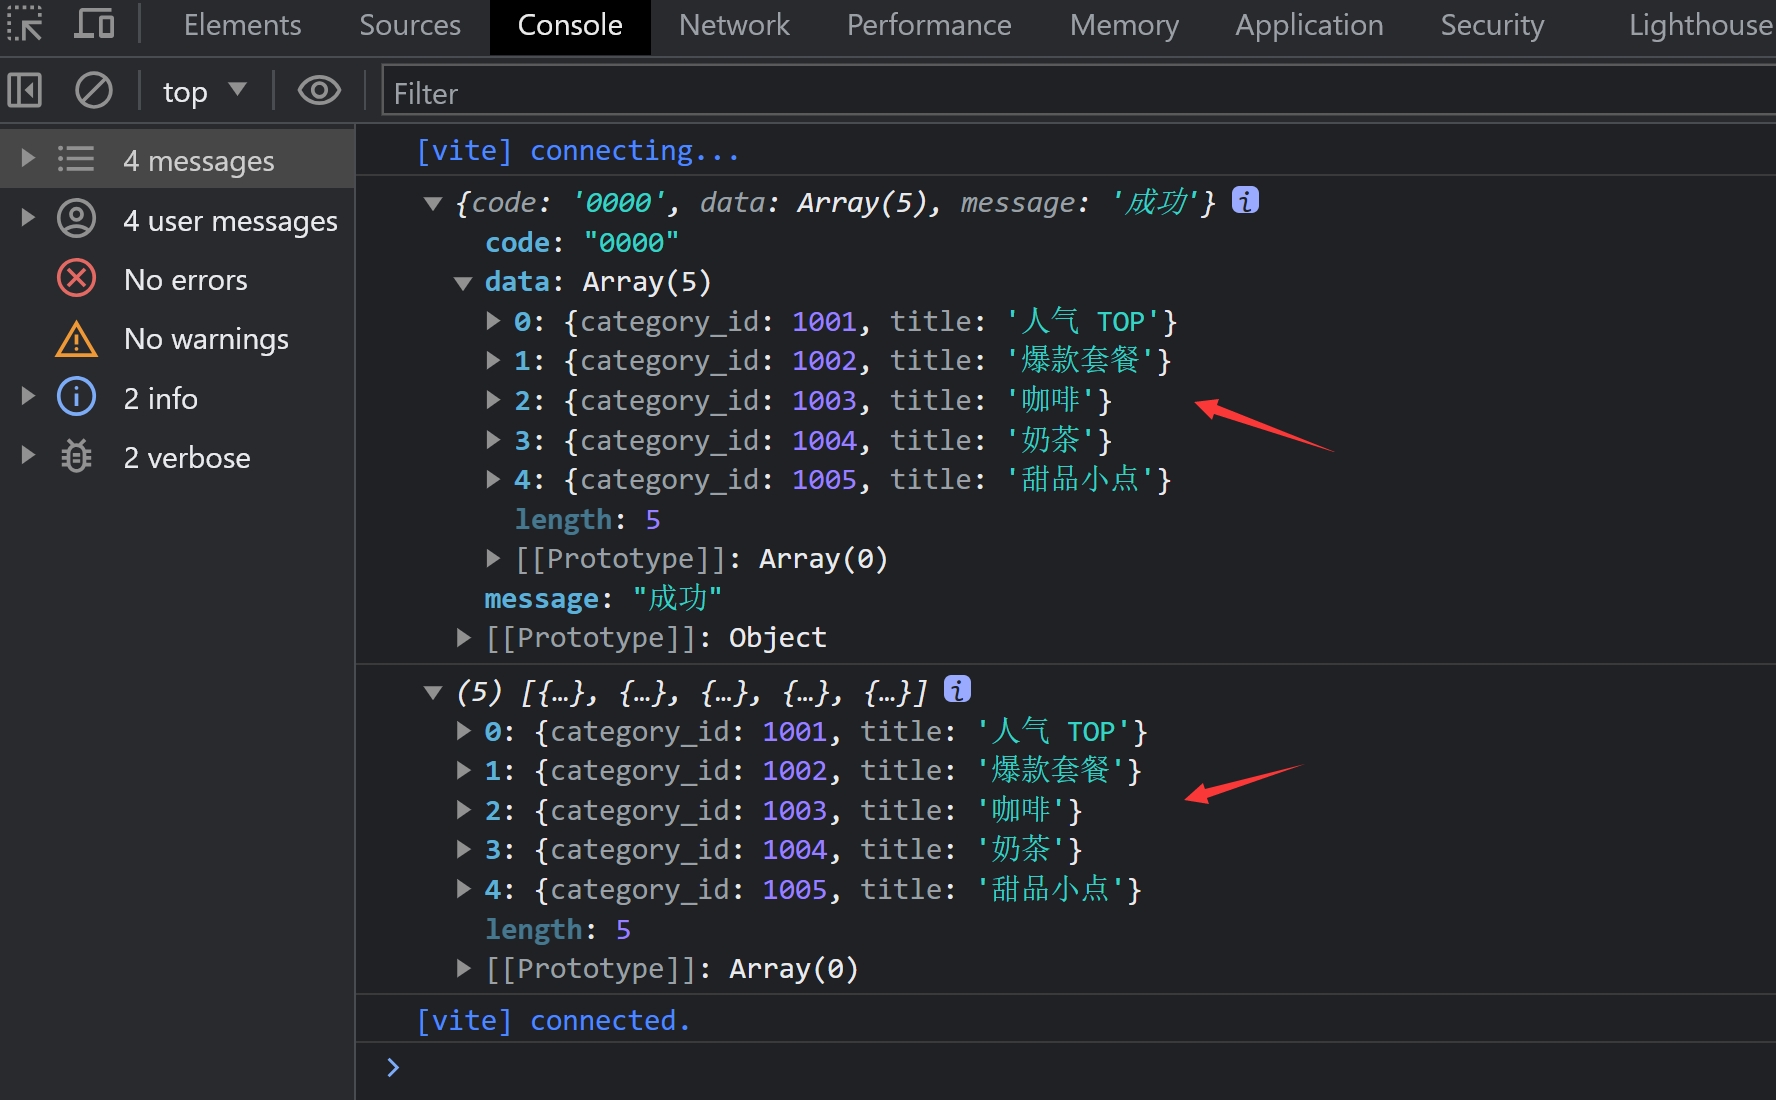 Elements Sources Console Network Performance Memory Application Security Lighthouse
top Filter
4 messages
4 user messages
No errors
No warnings
2 info
2 verbose
[vite] connecting...
{code: '0000', data: Array(5), message: '成功'}
code: "0000"
data: Array(5)
0: {category_id: 1001, title: '人气 TOP'}
1: {category_id: 1002, title: '爆款套餐'}
2: {category_id: 1003, title: '咖啡'}
3: {category_id: 1004, title: '奶茶'}
4: {category_id: 1005, title: '甜品小点'}
length: 5
[[Prototype]]: Array(0)
message: "成功"
[[Prototype]]: Object
(5) [{…}, {…}, {…}, {…}, {…}]
0: {category_id: 1001, title: '人气 TOP'}
1: {category_id: 1002, title: '爆款套餐'}
2: {category_id: 1003, title: '咖啡'}
3: {category_id: 1004, title: '奶茶'}
4: {category_id: 1005, title: '甜品小点'}
length: 5
[[Prototype]]: Array(0)
[vite] connected.